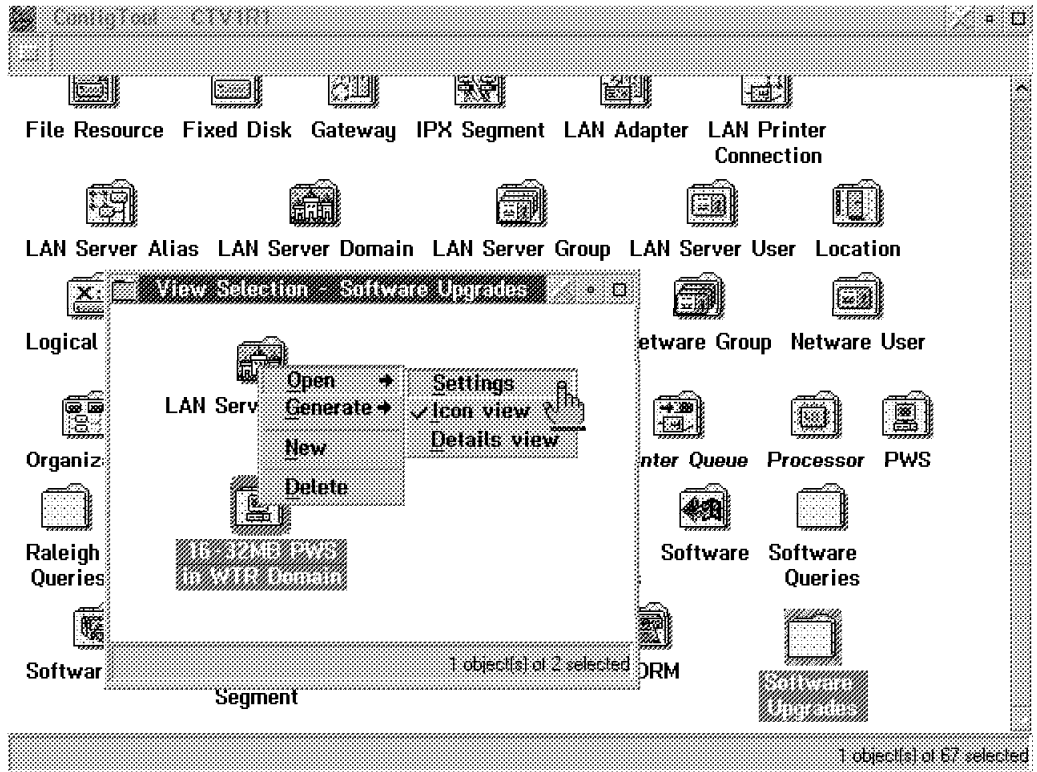 ConfigTool - CTV1R1
File Resource Fixed Disk Gateway IPX Segment LAN Adapter LAN Printer
Connection
LAN Server Alias LAN Server Domain LAN Server Group LAN Server User Location
View Selection - Software Upgrades
Logical
etware Group Netware User
Open
Generate
New
Delete
Settings
Icon view
Details view
LAN Serv
Organiz
nter Queue Processor PWS
16-32MB PWS
in WTR Domain
Raleigh
Queries
Software Software
Queries
1 object(s) of 2 selected
Softwar
Segment
ORM
Software
Upgrades
1 object(s) of 67 selected